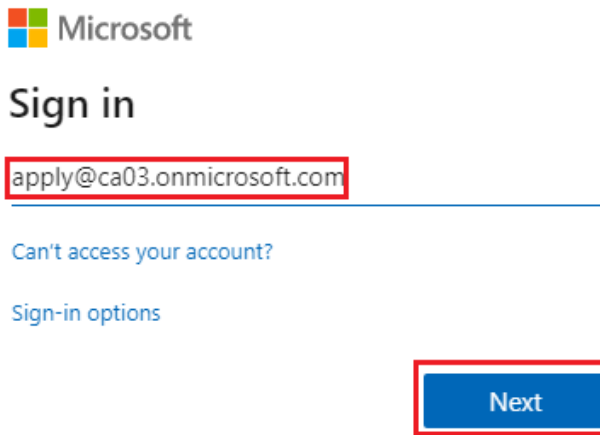 Microsoft
Sign in
apply@ca03.onmicrosoft.com
Can't access your account?
Sign-in options
Next